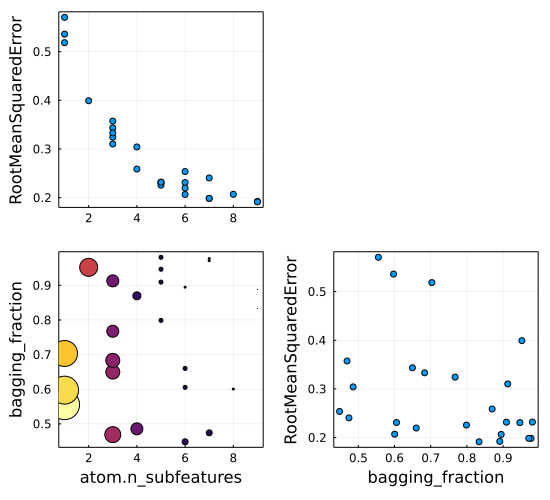 RootMeanSquaredError
0.5
0.4
0.3
0.2
2 4 6 8
bagging_fraction
0.9
0.8
0.7
0.6
0.5
2 4 6 8
atom.n_subfeatures
RootMeanSquaredError
0.5
0.4
0.3
0.2
0.5 0.6 0.7 0.8 0.9
bagging_fraction